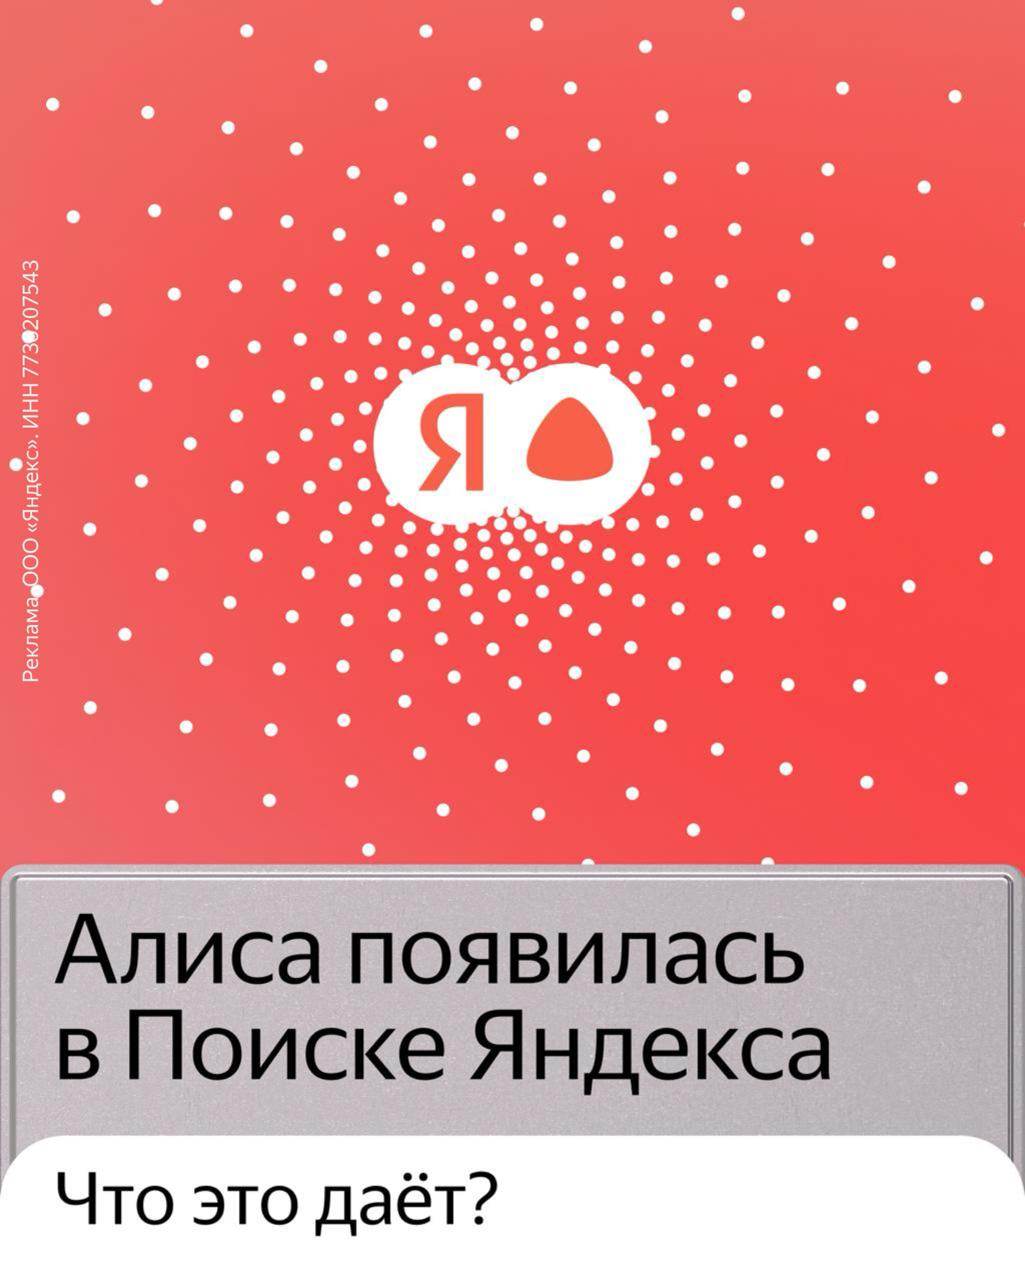 Реклама. ООО «Яндекс». ИНН 7736207543
Я
Алиса появилась
в Поиске Яндекса
Что это даёт?